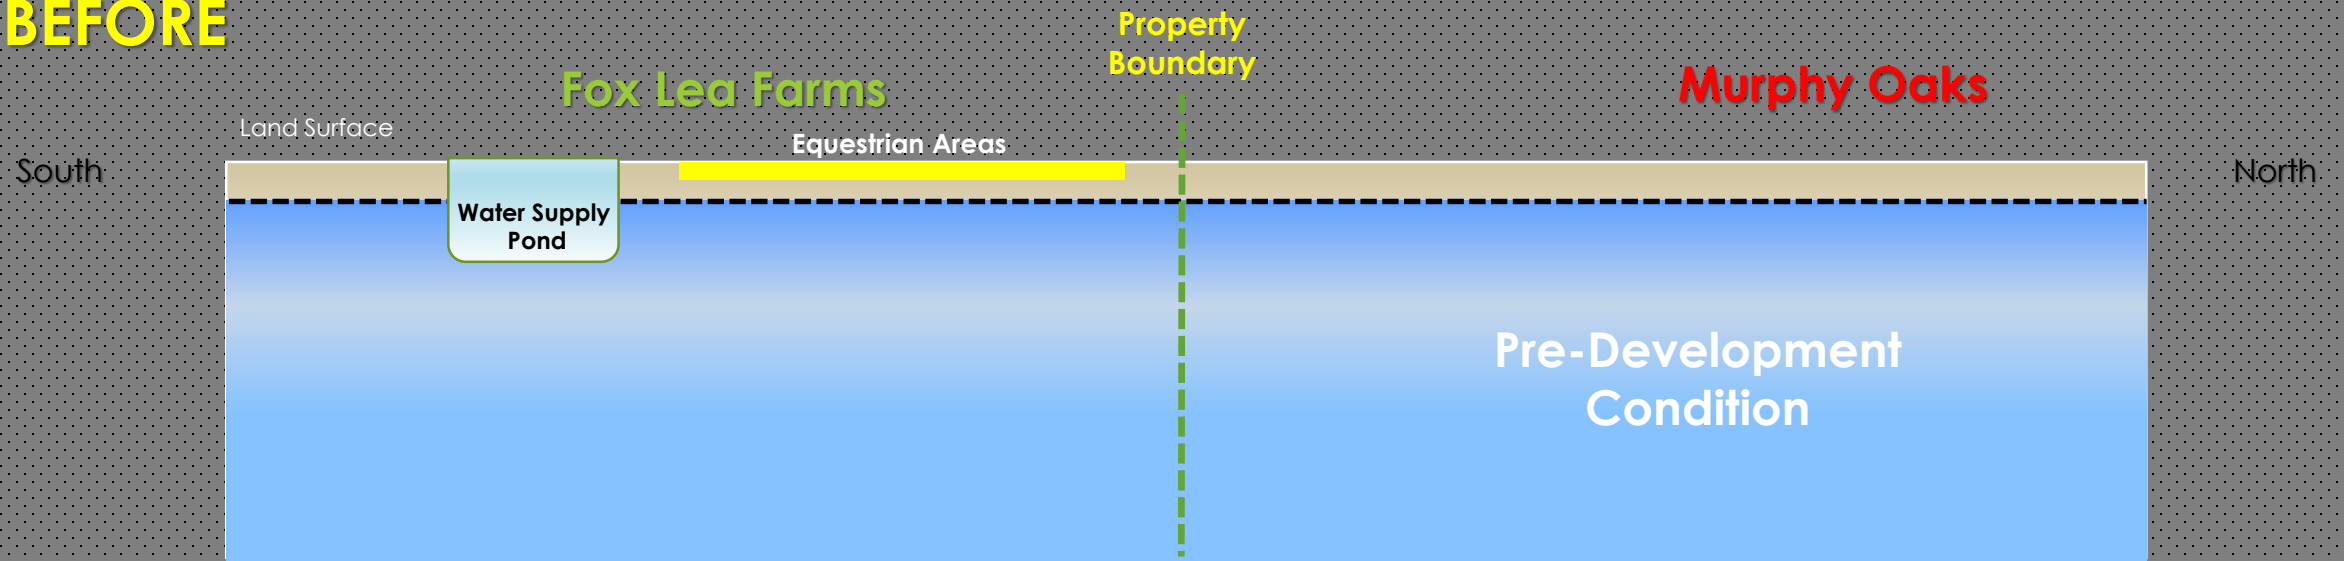 BEFORE
Property
Boundary
Fox Lea Farms
Murphy Oaks
Land Surface
Equestrian Areas
South
North
Water Supply
Pond
Pre-Development
Condition